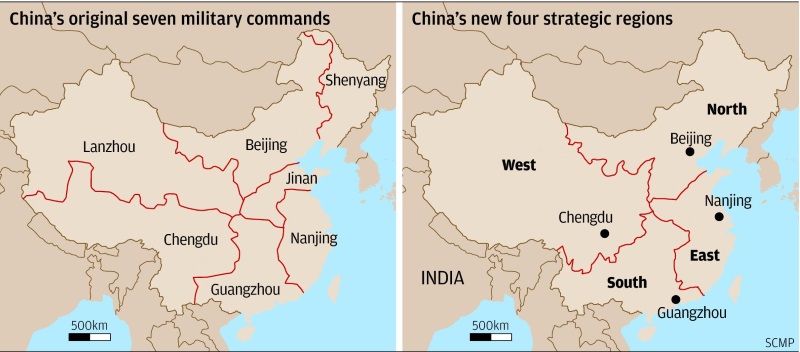 China's original seven military commands
Shenyang
Lanzhou
Beijing
Jinan
Chengdu
Nanjing
Guangzhou
500km
China's new four strategic regions
North
Beijing
West
Nanjing
Chengdu
East
INDIA
South
Guangzhou
500km
SCMP